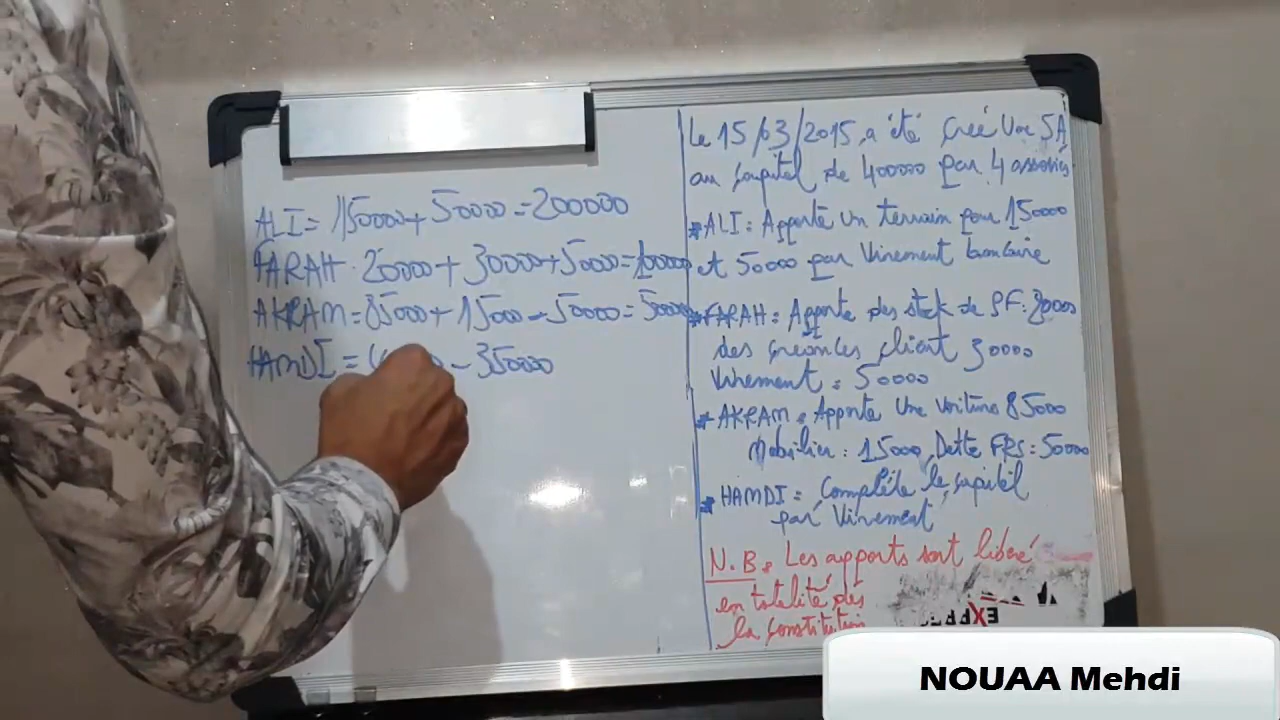 ALI = 150000 + 50000 = 200000
FARAH = 20000 + 30000 + 50000 = 100000
AKRAM = 85000 + 15000 - 50000 = 50000
HAMDI = - 350000
Le 15/03/2015, a été créé Une SA
au capital de 400000 par 4 associés
* ALI : Apporte un terrain pour 150000
et 50000 par Virement bancaire
* FARAH : Apporte des stock de PF : 20000
des créances client 30000
Virement = 50000
* AKRAM : Apporte Une voiture 85000
Mobilier : 15000, Dette FRS : 50000
* HAMDI = Complète le capital
par Virement
N.B : Les apports sont libéré
en totalité dès
la constitution
EXPRE
NOUAA Mehdi